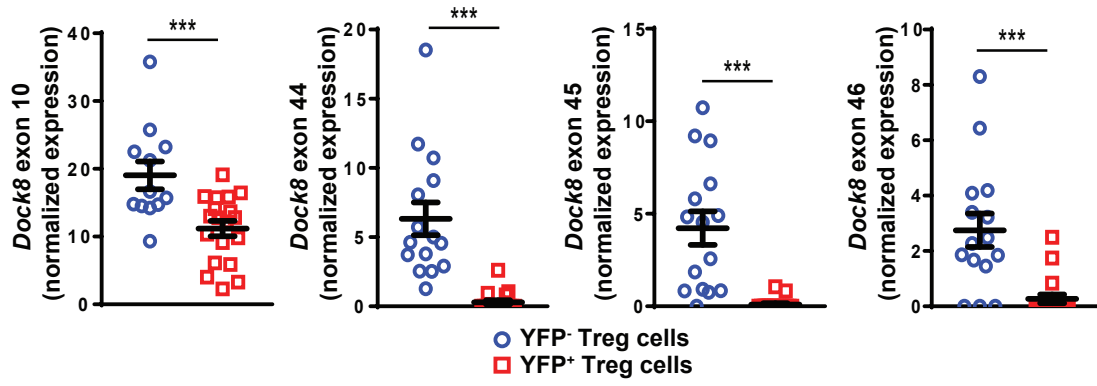 Dock8 exon 10
(normalized expression)
40
30
20
10
0
***
Dock8 exon 44
(normalized expression)
20
15
10
5
0
***
Dock8 exon 45
(normalized expression)
15
10
5
0
***
Dock8 exon 46
(normalized expression)
10
8
6
4
2
0
***
YFP- Treg cells
YFP+ Treg cells